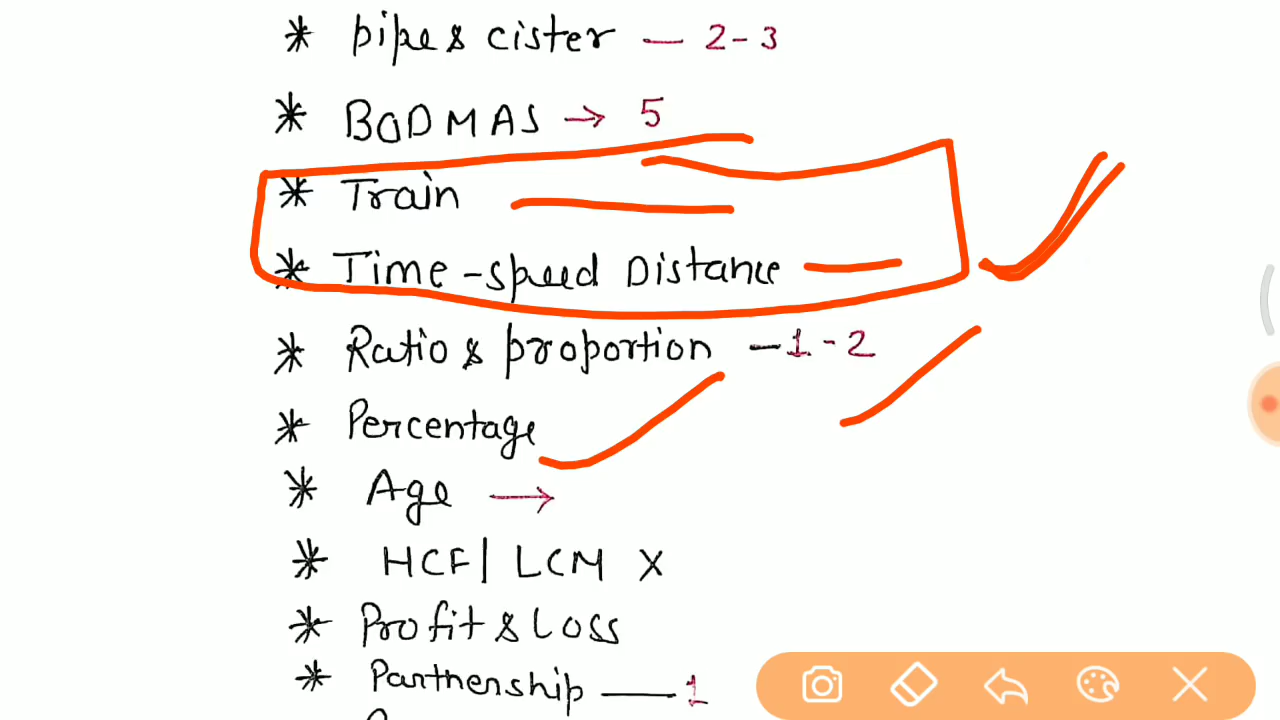 * pipe & cister — 2-3
* BODMAS → 5
* Train
* Time-speed Distance
* Ratio & proportion — 1-2
* Percentage
* Age →
* HCF| LCM X
* Profit & Loss
* Partnership — 1